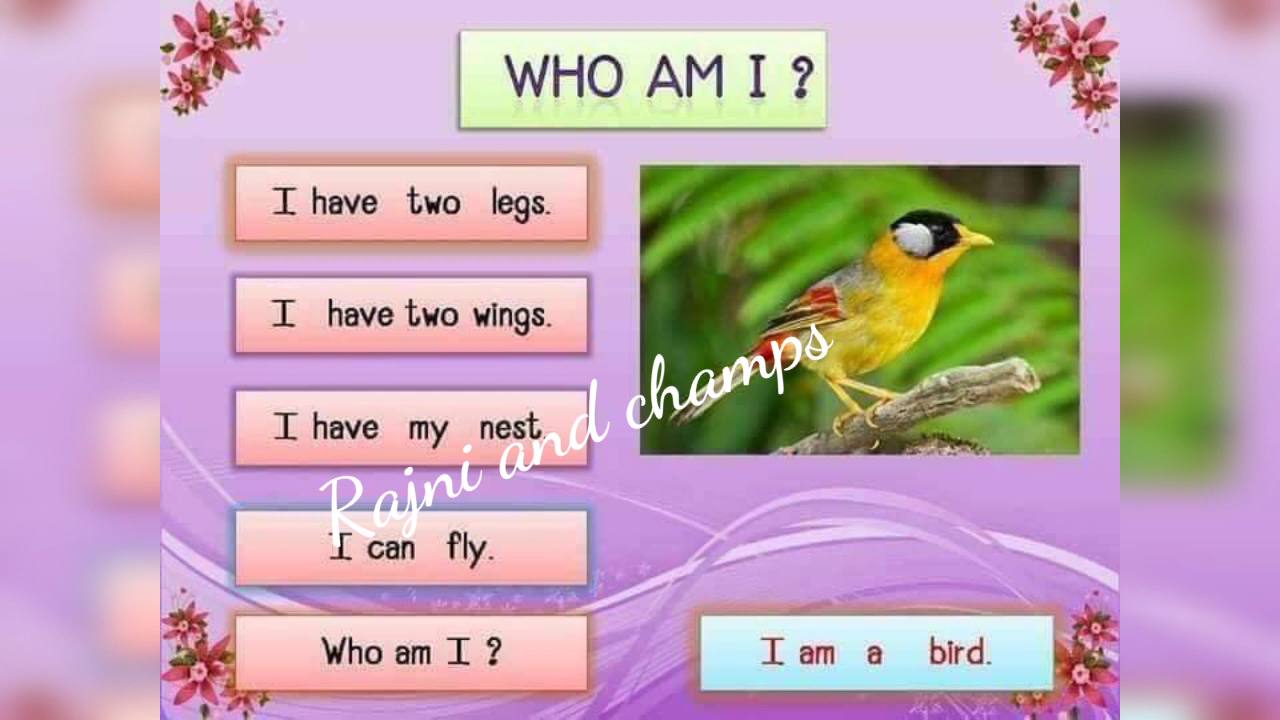 WHO AM I ?
I have two legs.
I have two wings.
I have my nest.
I can fly.
Who am I ?
I am a bird.
Rajni and champs